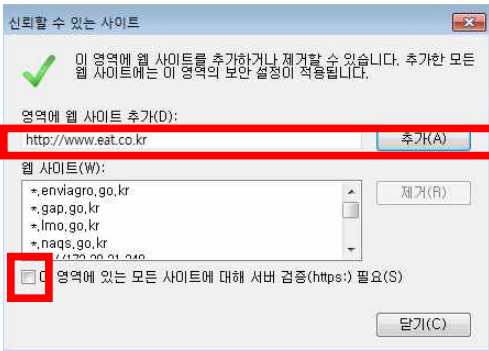 신뢰할 수 있는 사이트
이 영역에 웹 사이트를 추가하거나 제거할 수 있습니다. 추가한 모든
웹 사이트에는 이 영역의 보안 설정이 적용됩니다.
영역에 웹 사이트 추가(D):
http://www.eat.co.kr
추가(A)
웹 사이트(W):
*.enviagro.go.kr
제거(R)
*.gap.go.kr
*.lmo.go.kr
*.naqs.go.kr
영역에 있는 모든 사이트에 대해 서버 검증(https:) 필요(S)
닫기(C)